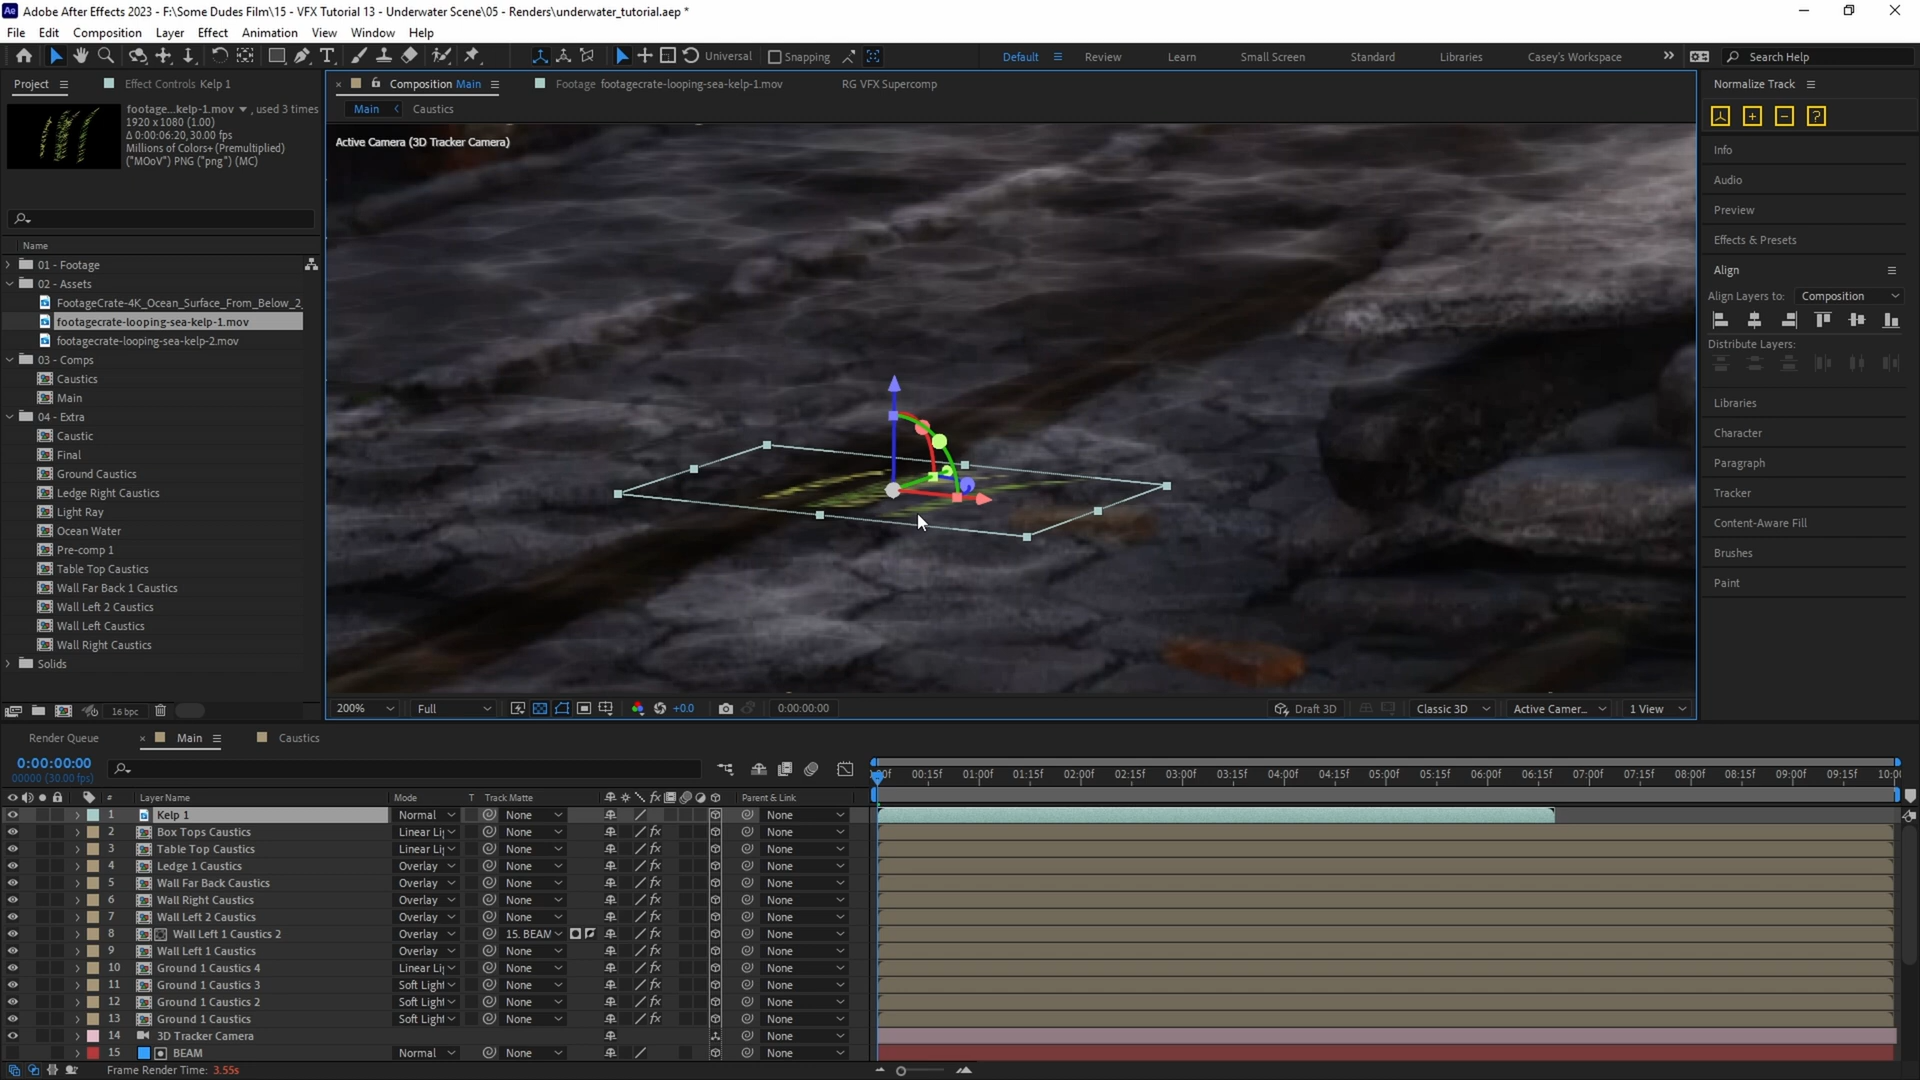 Adobe After Effects 2023 - F:\Some Dudes Film\15 - VFX Tutorial 13 - Underwater Scene\05 - Renders\underwater_tutorial.aep *
File Edit Composition Layer Effect Animation View Window Help
Universal Snapping Default Review Learn Small Screen Standard Libraries Casey's Workspace Search Help
Project Effect Controls Kelp 1
footage...kelp-1.mov , used 3 times
1920 x 1080 (1.00)
Δ 0:00:06:20, 30.00 fps
Millions of Colors+ (Premultiplied)
("MOoV") PNG ("png") (MC)
Name
01 - Footage
02 - Assets
FootageCrate-4K_Ocean_Surface_From_Below_2_
footagecrate-looping-sea-kelp-1.mov
footagecrate-looping-sea-kelp-2.mov
03 - Comps
Caustics
Main
04 - Extra
Caustic
Final
Ground Caustics
Ledge Right Caustics
Light Ray
Ocean Water
Pre-comp 1
Table Top Caustics
Wall Far Back 1 Caustics
Wall Left 2 Caustics
Wall Left Caustics
Wall Right Caustics
Solids
16 bpc
Composition Main Footage footagecrate-looping-sea-kelp-1.mov RG VFX Supercomp
Main Caustics
Active Camera (3D Tracker Camera)
200% Full +0.0 0:00:00:00 Draft 3D Classic 3D Active Camer... 1 View
Normalize Track
Info
Audio
Preview
Effects & Presets
Align
Align Layers to: Composition
Distribute Layers:
Libraries
Character
Paragraph
Tracker
Content-Aware Fill
Brushes
Paint
Render Queue Main Caustics
0:00:00:00
00000 (30.00 fps)
00:15f 01:00f 01:15f 02:00f 02:15f 03:00f 03:15f 04:00f 04:15f 05:00f 05:15f 06:00f 06:15f 07:00f 07:15f 08:00f 08:15f 09:00f 09:15f 10:0
# Layer Name Mode T Track Matte Parent & Link
1 Kelp 1 Normal None None
2 Box Tops Caustics Linear Li None None
3 Table Top Caustics Linear Li None None
4 Ledge 1 Caustics Overlay None None
5 Wall Far Back Caustics Overlay None None
6 Wall Right Caustics Overlay None None
7 Wall Left 2 Caustics Overlay None None
8 Wall Left 1 Caustics 2 Overlay 15. BEAM None
9 Wall Left 1 Caustics Overlay None None
10 Ground 1 Caustics 4 Linear Li None None
11 Ground 1 Caustics 3 Soft Light None None
12 Ground 1 Caustics 2 Soft Light None None
13 Ground 1 Caustics Soft Light None None
14 3D Tracker Camera None
15 BEAM Normal None None
Frame Render Time: 3.55s